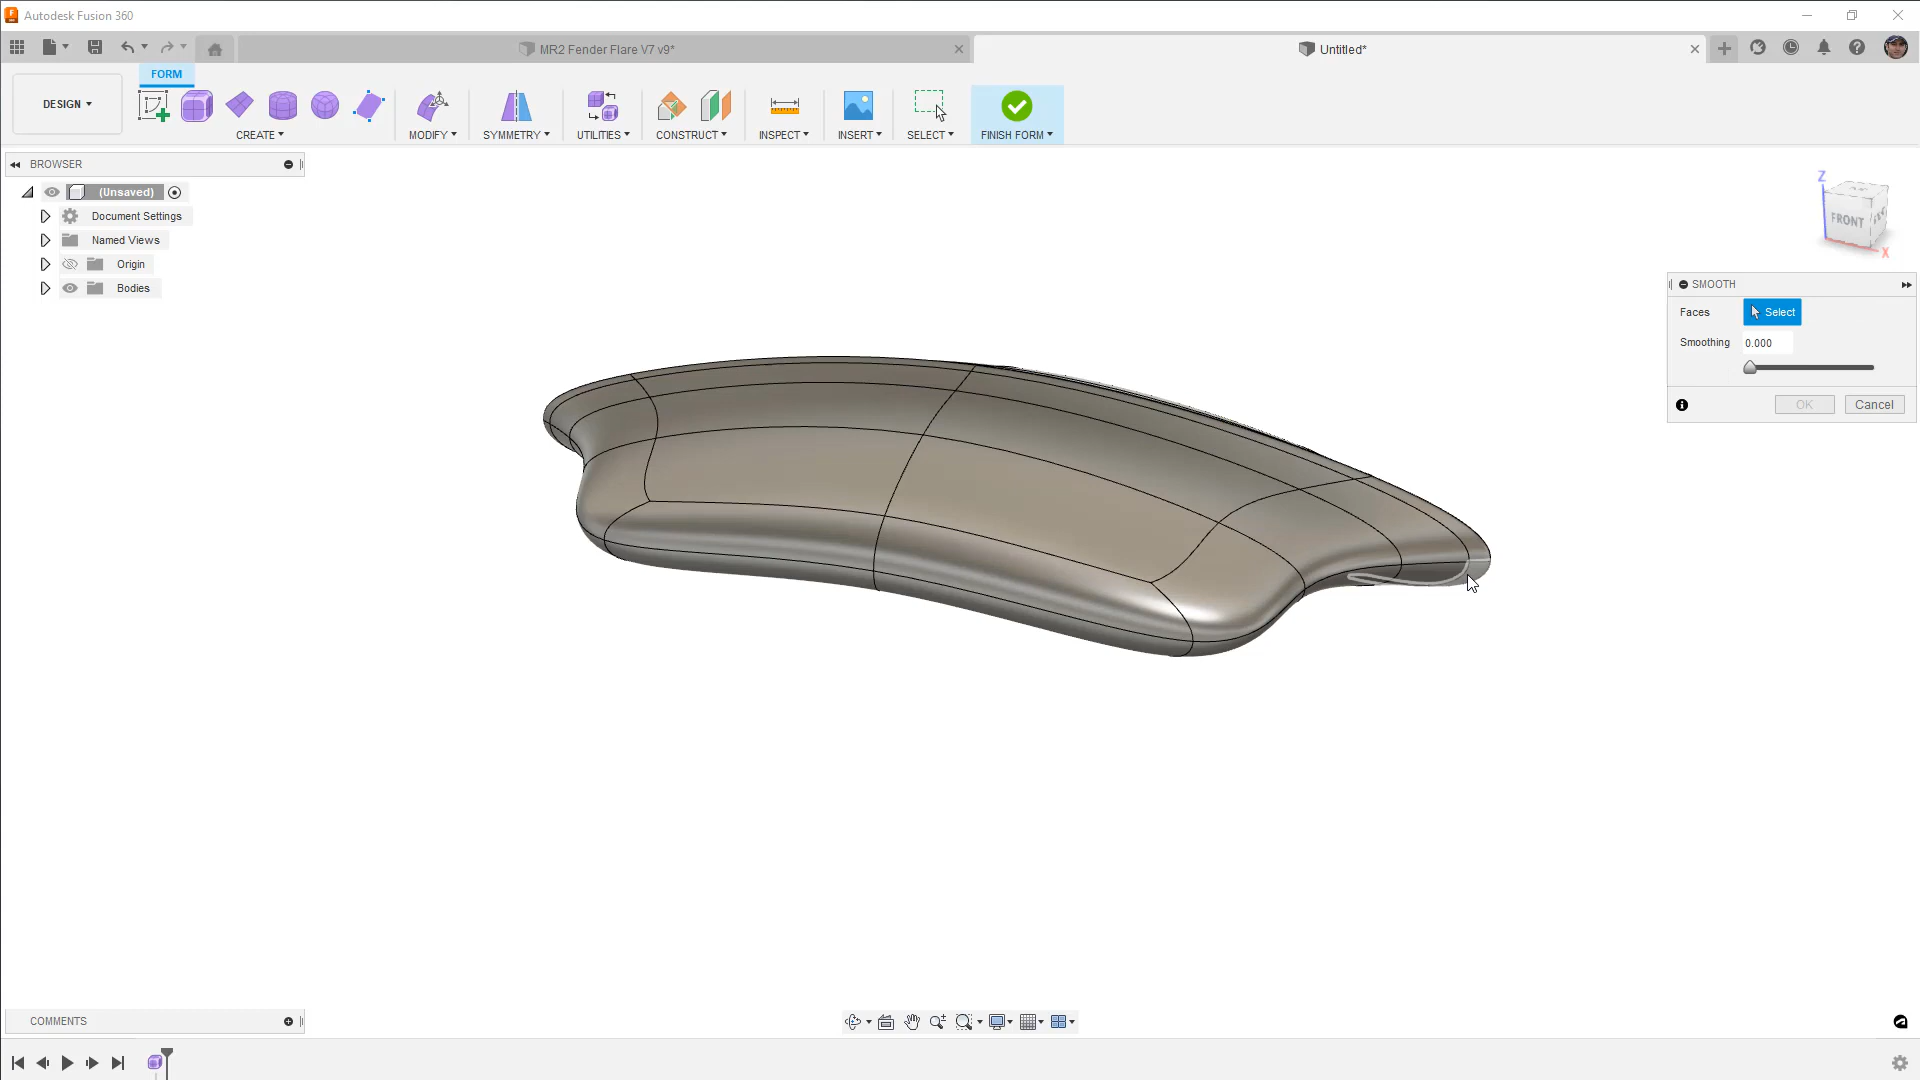 Autodesk Fusion 360
MR2 Fender Flare V7 v9*
Untitled*
FORM
DESIGN
CREATE
MODIFY
SYMMETRY
UTILITIES
CONSTRUCT
INSPECT
INSERT
SELECT
FINISH FORM
BROWSER
(Unsaved)
Document Settings
Named Views
Origin
Bodies
Z
FRONT
X
SMOOTH
Faces
Select
Smoothing
0.000
OK
Cancel
COMMENTS